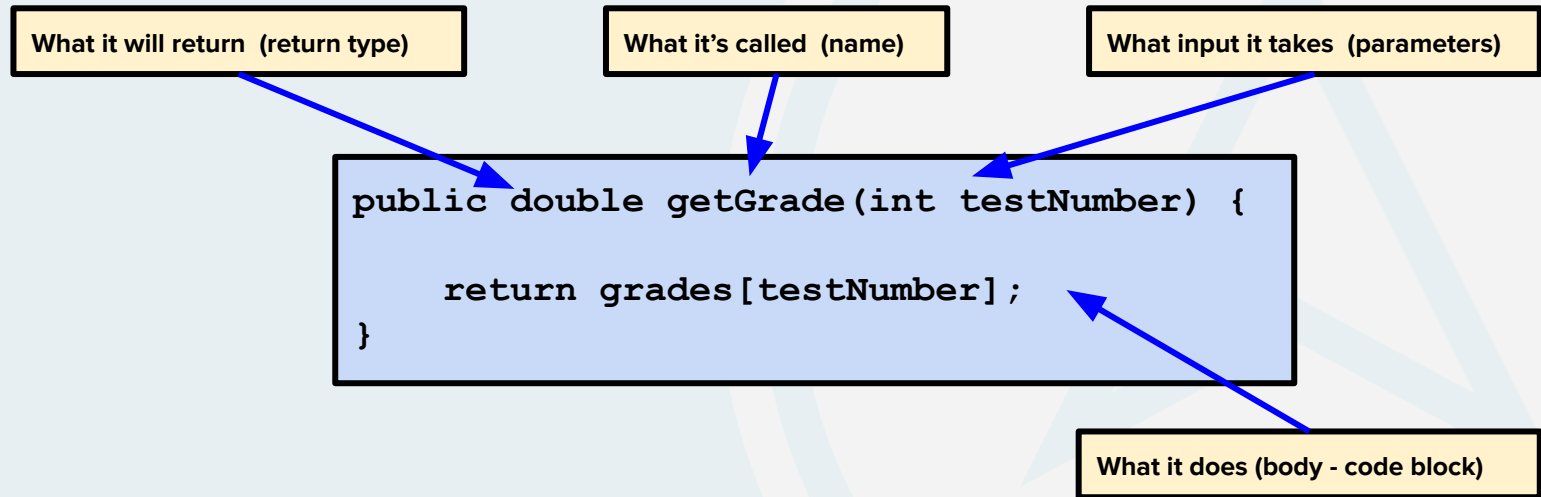 What it will return (return type)
What it's called (name)
What input it takes (parameters)
public double getGrade(int testNumber) {
return grades[testNumber];
}
What it does (body - code block)